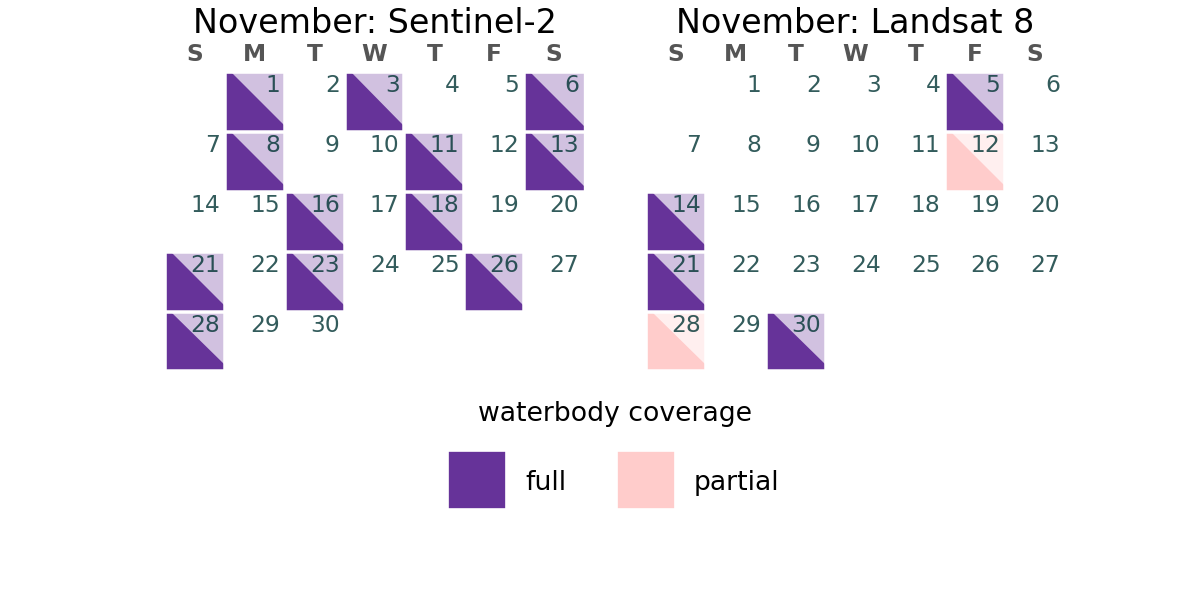 November: Sentinel-2
S M T W T F S
1 2 3 4 5 6
7 8 9 10 11 12 13
14 15 16 17 18 19 20
21 22 23 24 25 26 27
28 29 30
November: Landsat 8
S M T W T F S
1 2 3 4 5 6
7 8 9 10 11 12 13
14 15 16 17 18 19 20
21 22 23 24 25 26 27
28 29 30
waterbody coverage
full partial